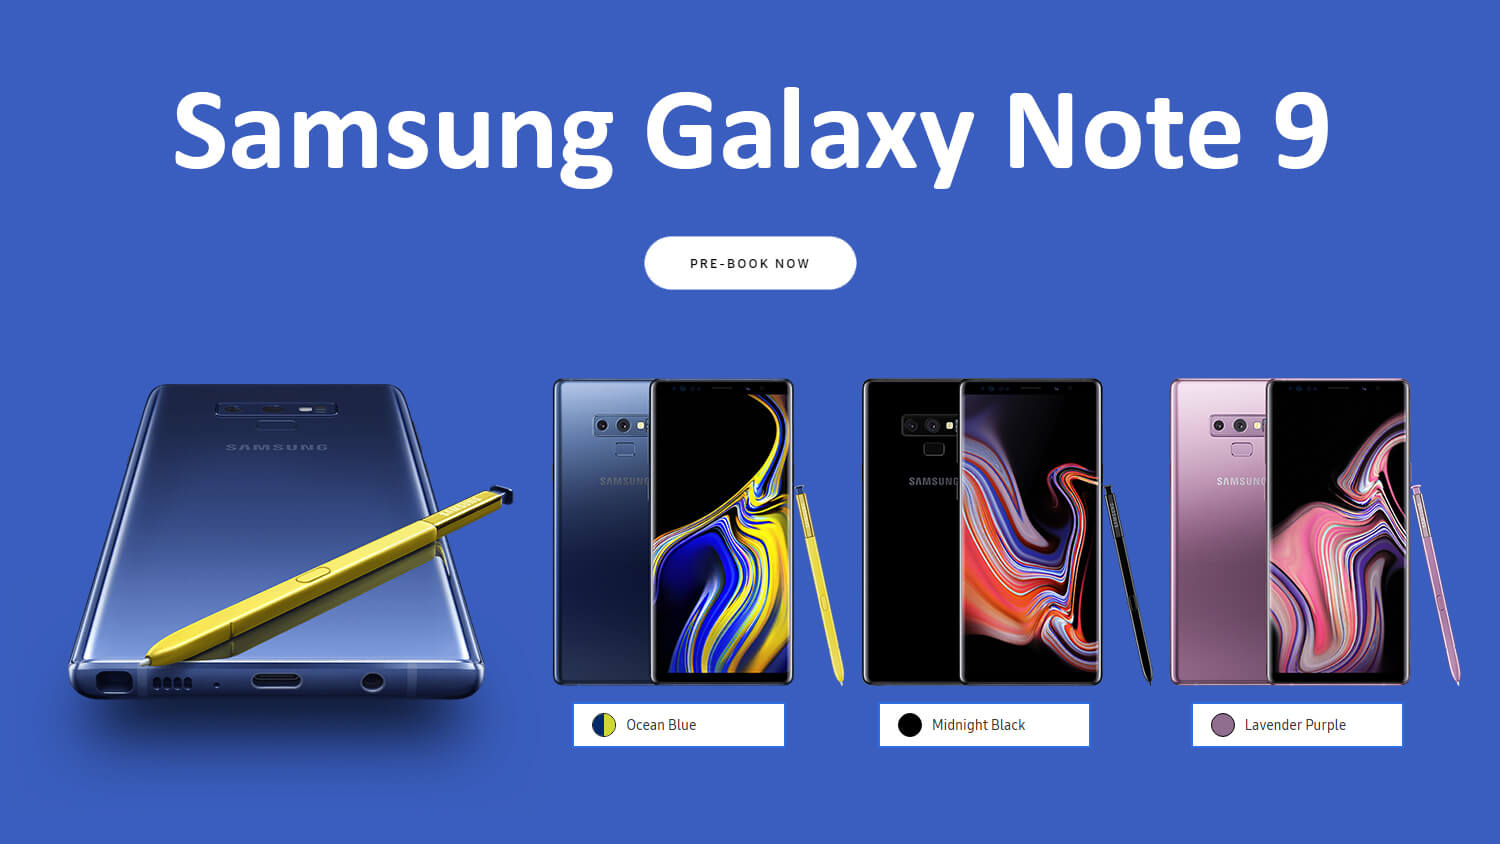 Samsung Galaxy Note 9
PRE-BOOK NOW
SAMSUNG
SAMSUNG
SAMSUNG
SAMSUNG
Ocean Blue
Midnight Black
Lavender Purple